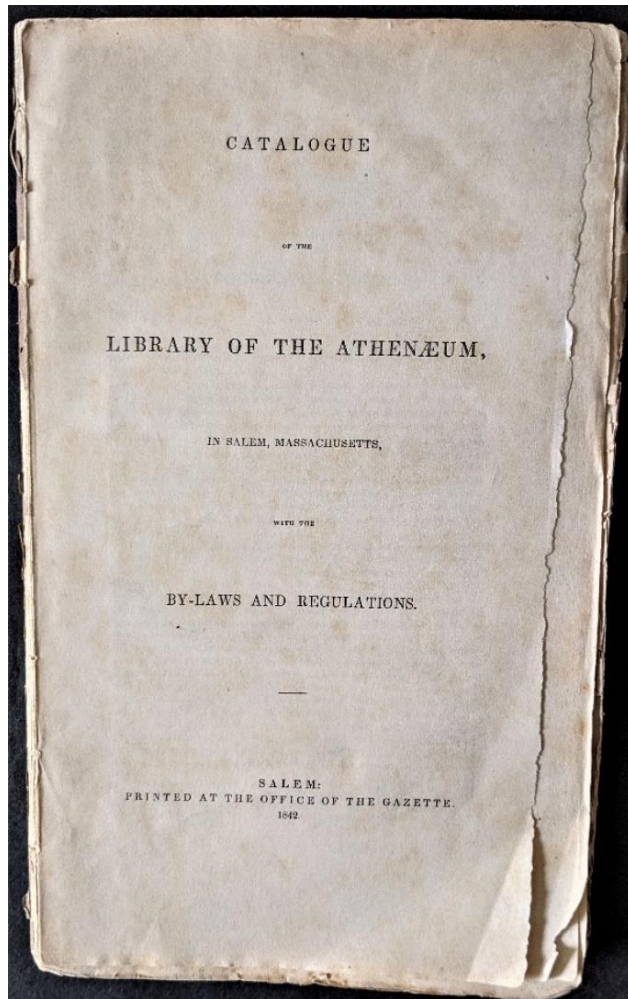 CATALOGUE
OF THE
LIBRARY OF THE ATHENÆUM,
IN SALEM, MASSACHUSETTS,
WITH THE
BY-LAWS AND REGULATIONS.
SALEM:
PRINTED AT THE OFFICE OF THE GAZETTE.
1842.